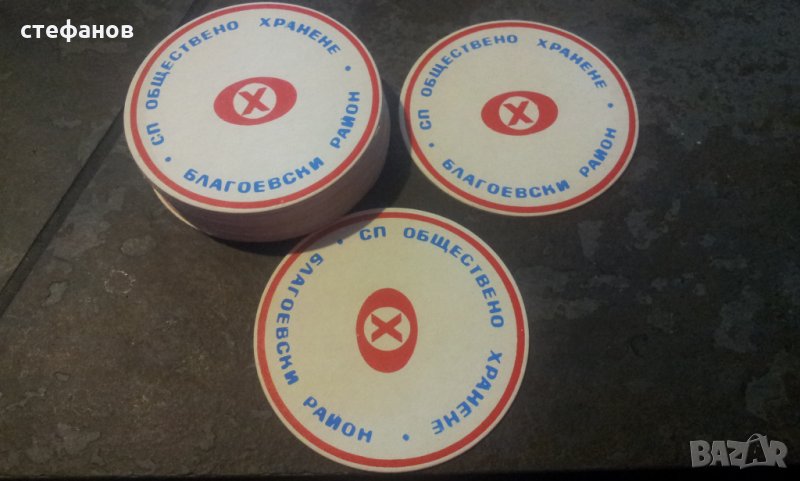 стефанов
• СП ОБЩЕСТВЕНО ХРАНЕНЕ •
БЛАГОЕВСКИ РАЙОН
Х
• СП ОБЩЕСТВЕНО ХРАНЕНЕ •
БЛАГОЕВСКИ РАЙОН
Х
• СП ОБЩЕСТВЕНО ХРАНЕНЕ •
БЛАГОЕВСКИ РАЙОН
Х
BAZAR